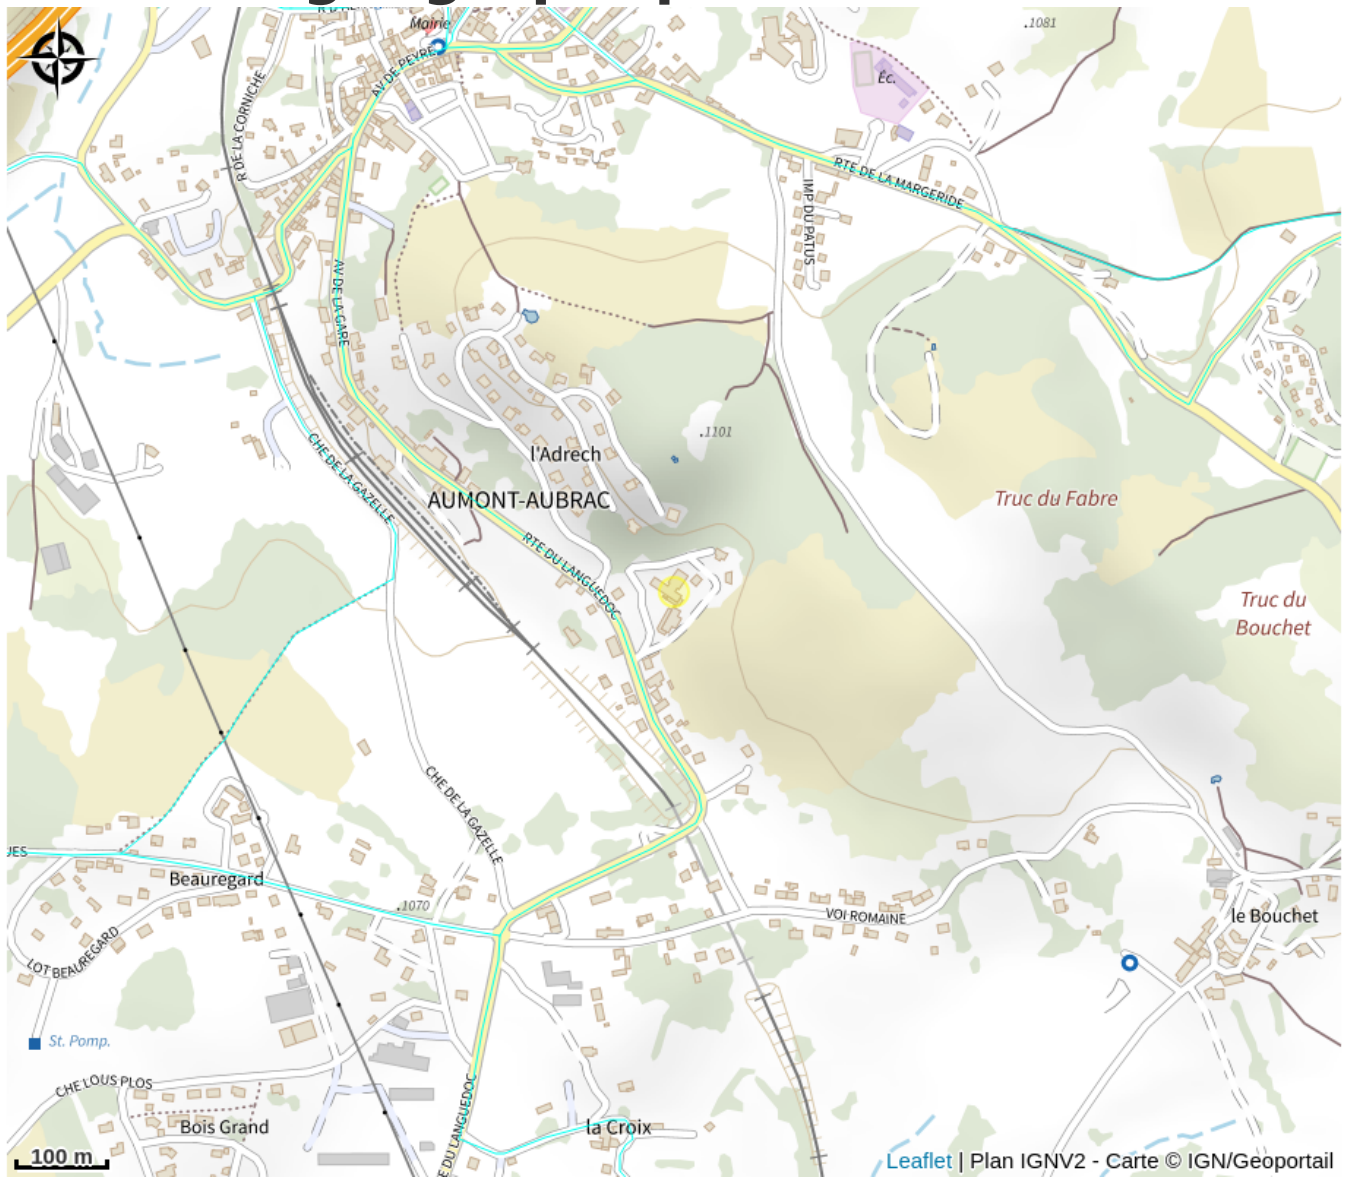 Mairie
.1081
AV DE PEYRE
Éc.
R DE LA CORNICHE
RTE DE LA MARGERIDE
IMP DU PATUS
AV DE LA GARE
.1101
l'Adrech
CHE DE LA GAZELLE
AUMONT-AUBRAC
Truc du Fabre
RTE DU LANGUEDOC
Truc du
Bouchet
CHE DE LA GAZELLE
UES
Beauregard
.1070
VOI ROMAINE
le Bouchet
LOT BEAUREGARD
St. Pomp.
CHE LOUS PLOS
E DU LANGUEDOC
Bois Grand
la Croix
100 m
Leaflet | Plan IGNV2 - Carte © IGN/Geoportail